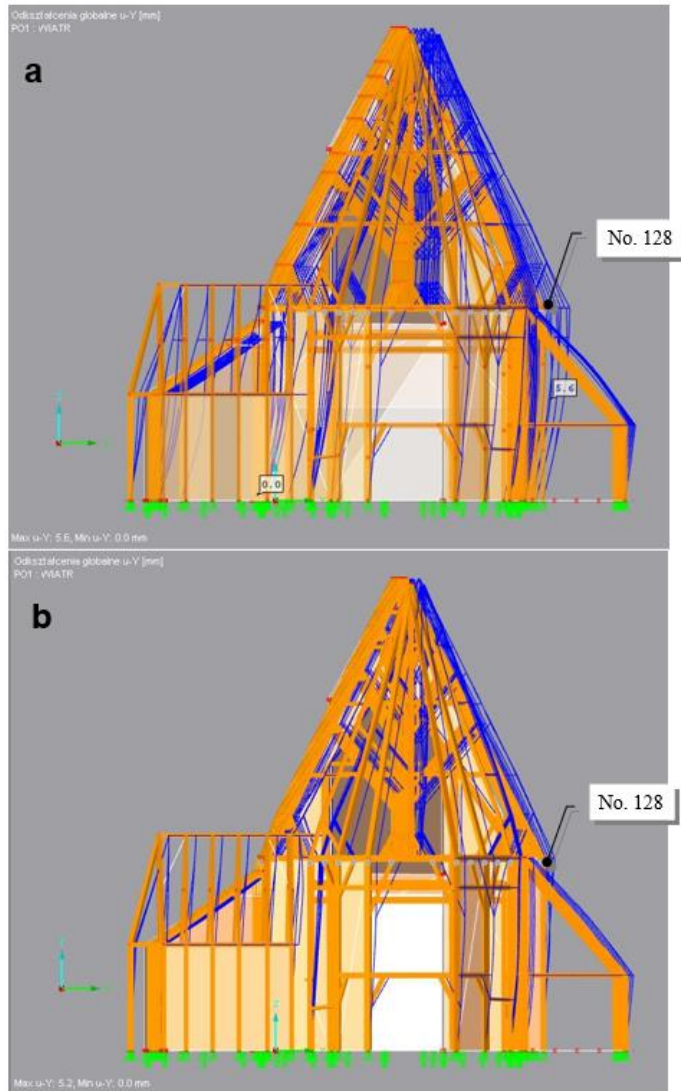 Odkształcenia globalne u-Y [mm]
PO1 : WIATR
a
No. 128
5.6
0.0
Max u-Y: 5.6, Min u-Y: 0.0 mm
Odkształcenia globalne u-Y [mm]
PO1 : WIATR
b
No. 128
Z
Max u-Y: 5.2, Min u-Y: 0.0 mm